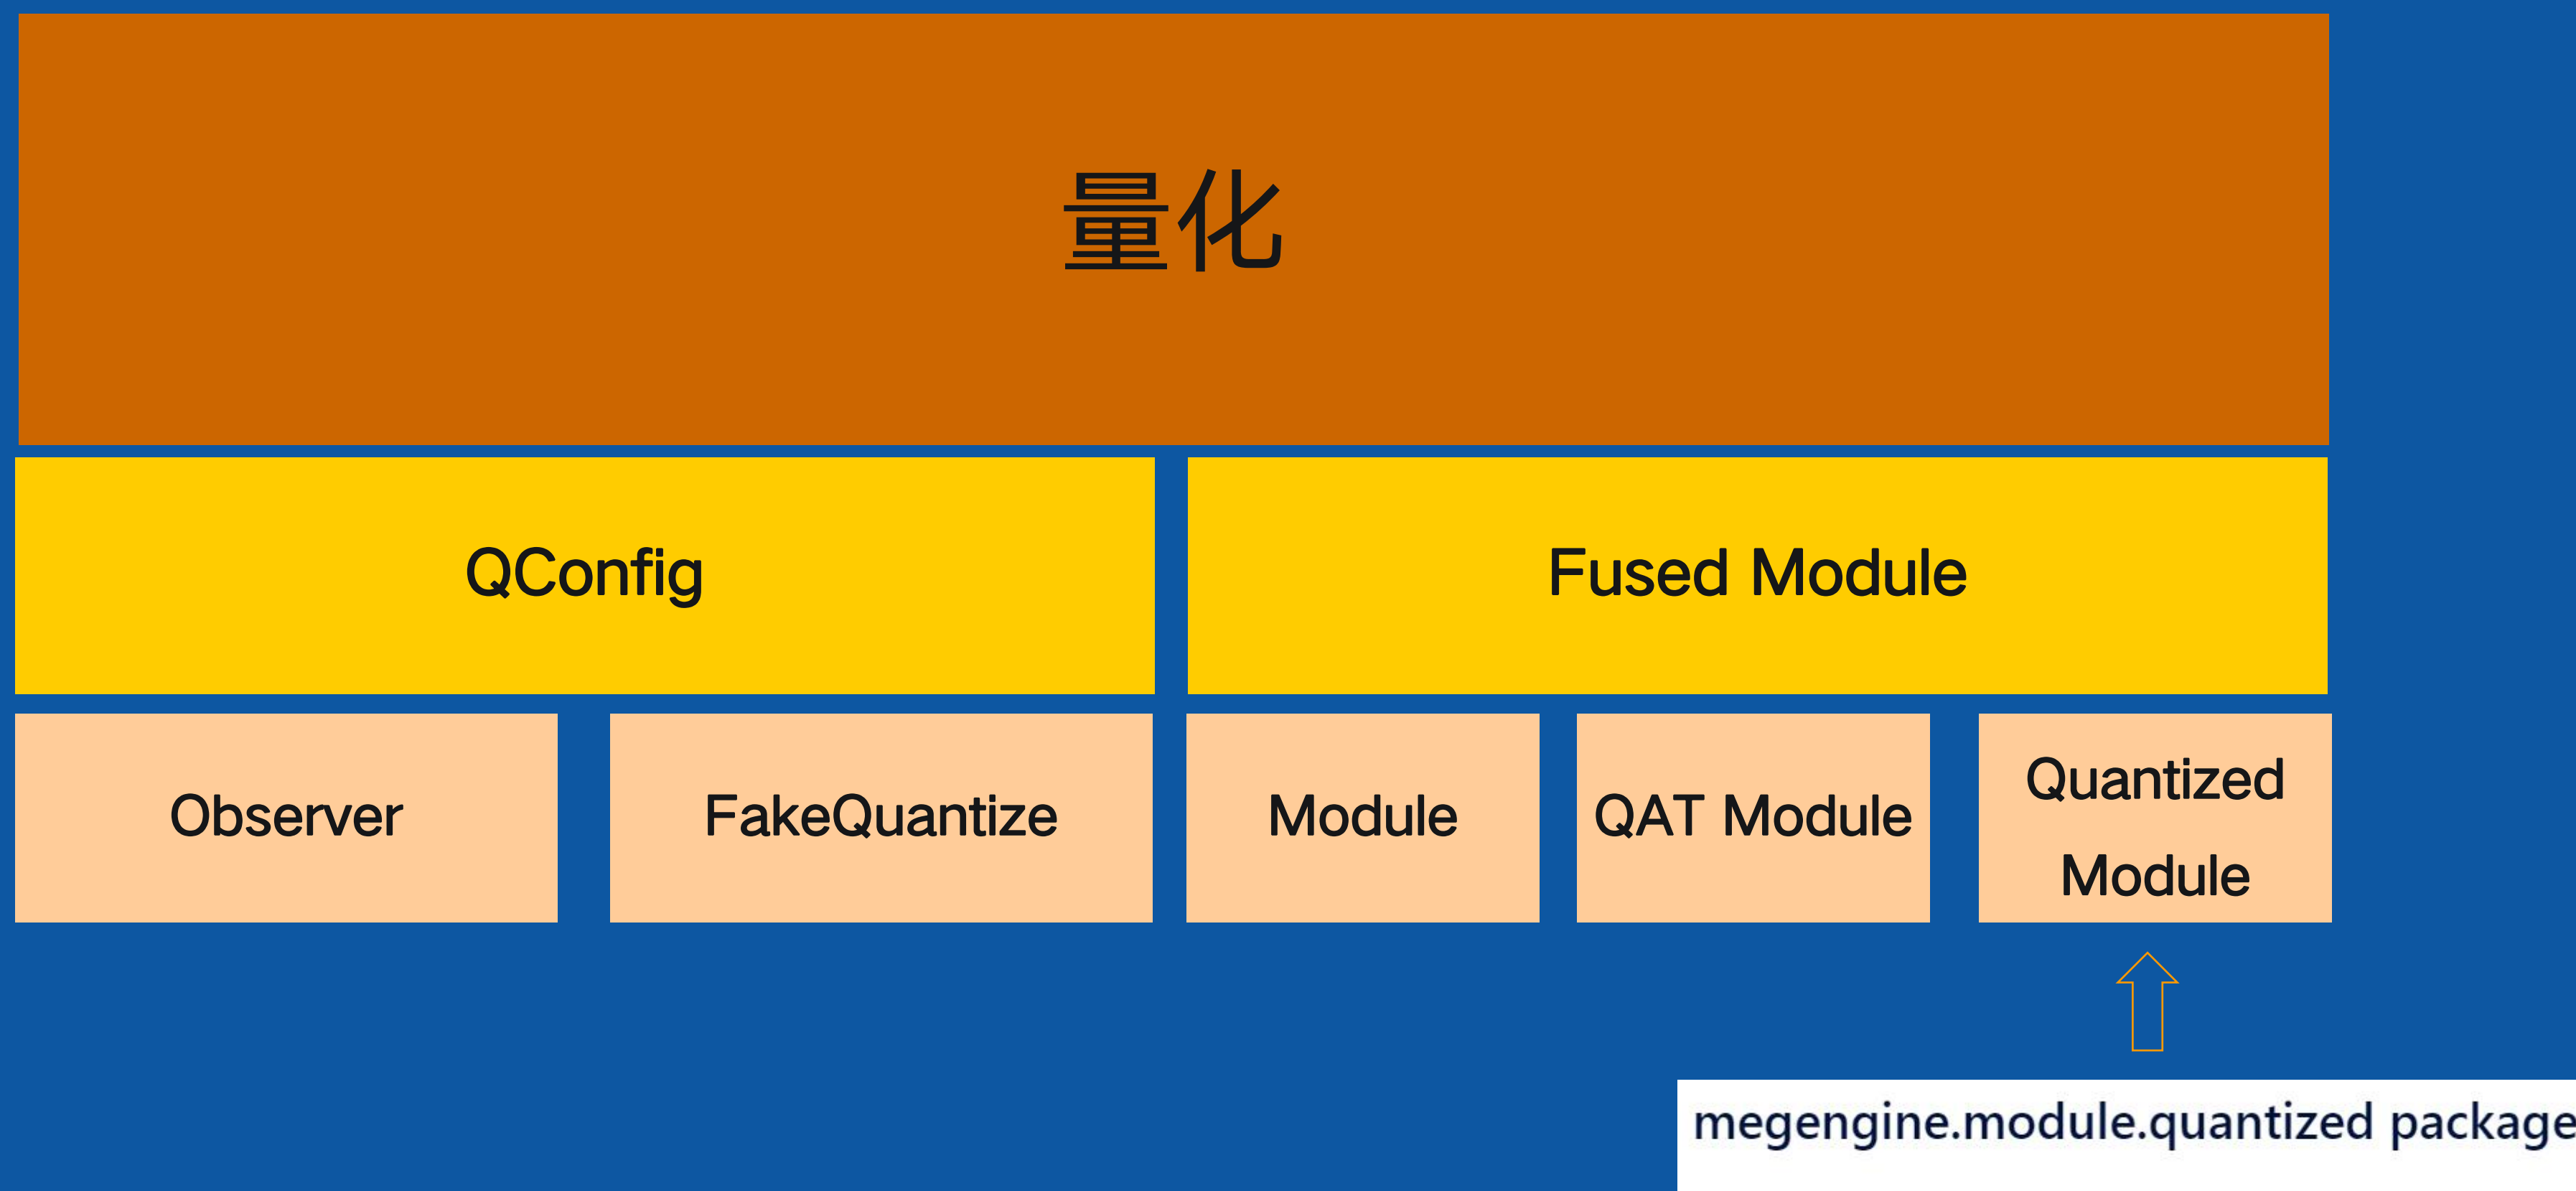 量化
QConfig
Fused Module
Observer
FakeQuantize
Module
QAT Module
Quantized
Module
megengine.module.quantized package